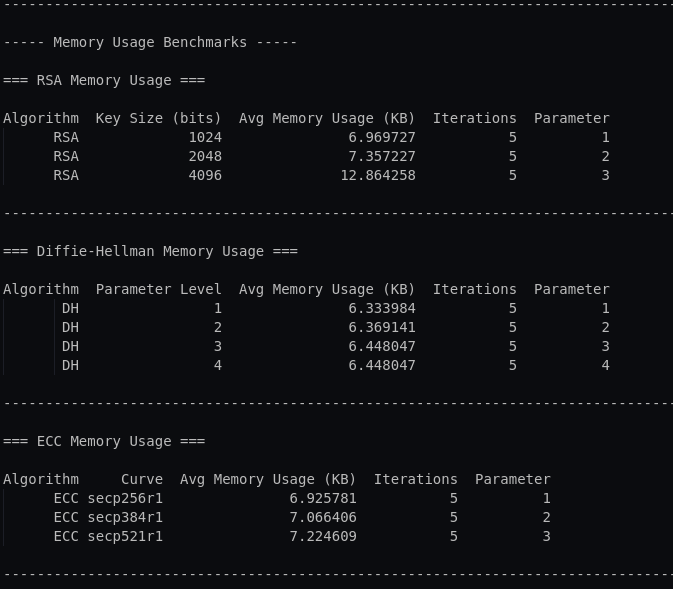 --------------------------------------------------------------------------------
----- Memory Usage Benchmarks -----
=== RSA Memory Usage ===
Algorithm  Key Size (bits)  Avg Memory Usage (KB)  Iterations  Parameter
      RSA             1024               6.969727           5          1
      RSA             2048               7.357227           5          2
      RSA             4096              12.864258           5          3
--------------------------------------------------------------------------------
=== Diffie-Hellman Memory Usage ===
Algorithm  Parameter Level  Avg Memory Usage (KB)  Iterations  Parameter
       DH                1               6.333984           5          1
       DH                2               6.369141           5          2
       DH                3               6.448047           5          3
       DH                4               6.448047           5          4
--------------------------------------------------------------------------------
=== ECC Memory Usage ===
Algorithm     Curve  Avg Memory Usage (KB)  Iterations  Parameter
      ECC secp256r1               6.925781           5          1
      ECC secp384r1               7.066406           5          2
      ECC secp521r1               7.224609           5          3
--------------------------------------------------------------------------------